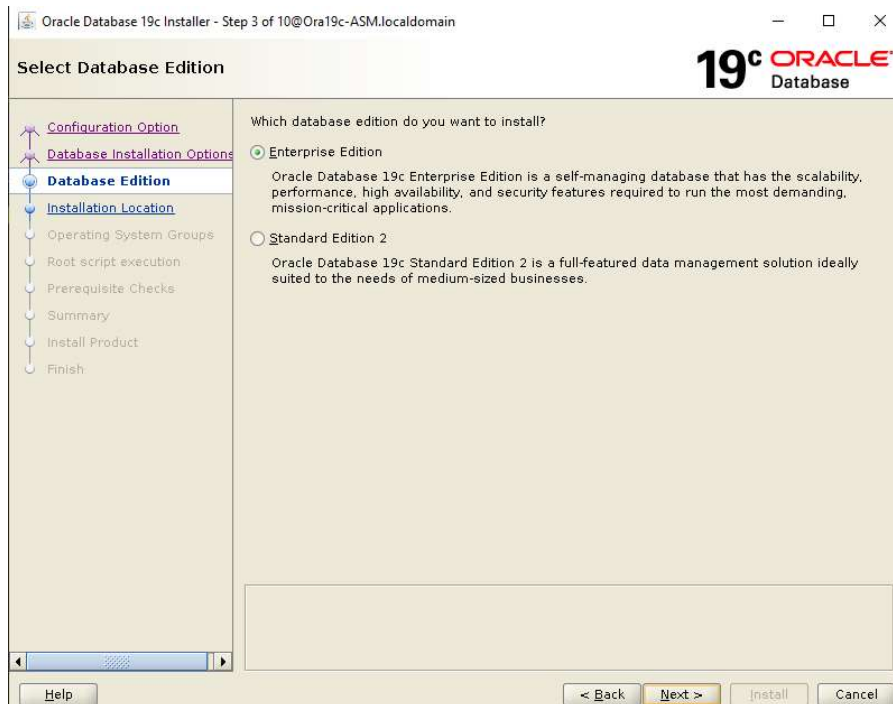 Oracle Database 19c Installer - Step 3 of 10@Ora19c-ASM.localdomain
Select Database Edition
19c ORACLE
Database
Configuration Option
Database Installation Options
Database Edition
Installation Location
Operating System Groups
Root script execution
Prerequisite Checks
Summary
Install Product
Finish
Which database edition do you want to install?
Enterprise Edition
Oracle Database 19c Enterprise Edition is a self-managing database that has the scalability,
performance, high availability, and security features required to run the most demanding,
mission-critical applications.
Standard Edition 2
Oracle Database 19c Standard Edition 2 is a full-featured data management solution ideally
suited to the needs of medium-sized businesses.
Help
< Back
Next >
Install
Cancel